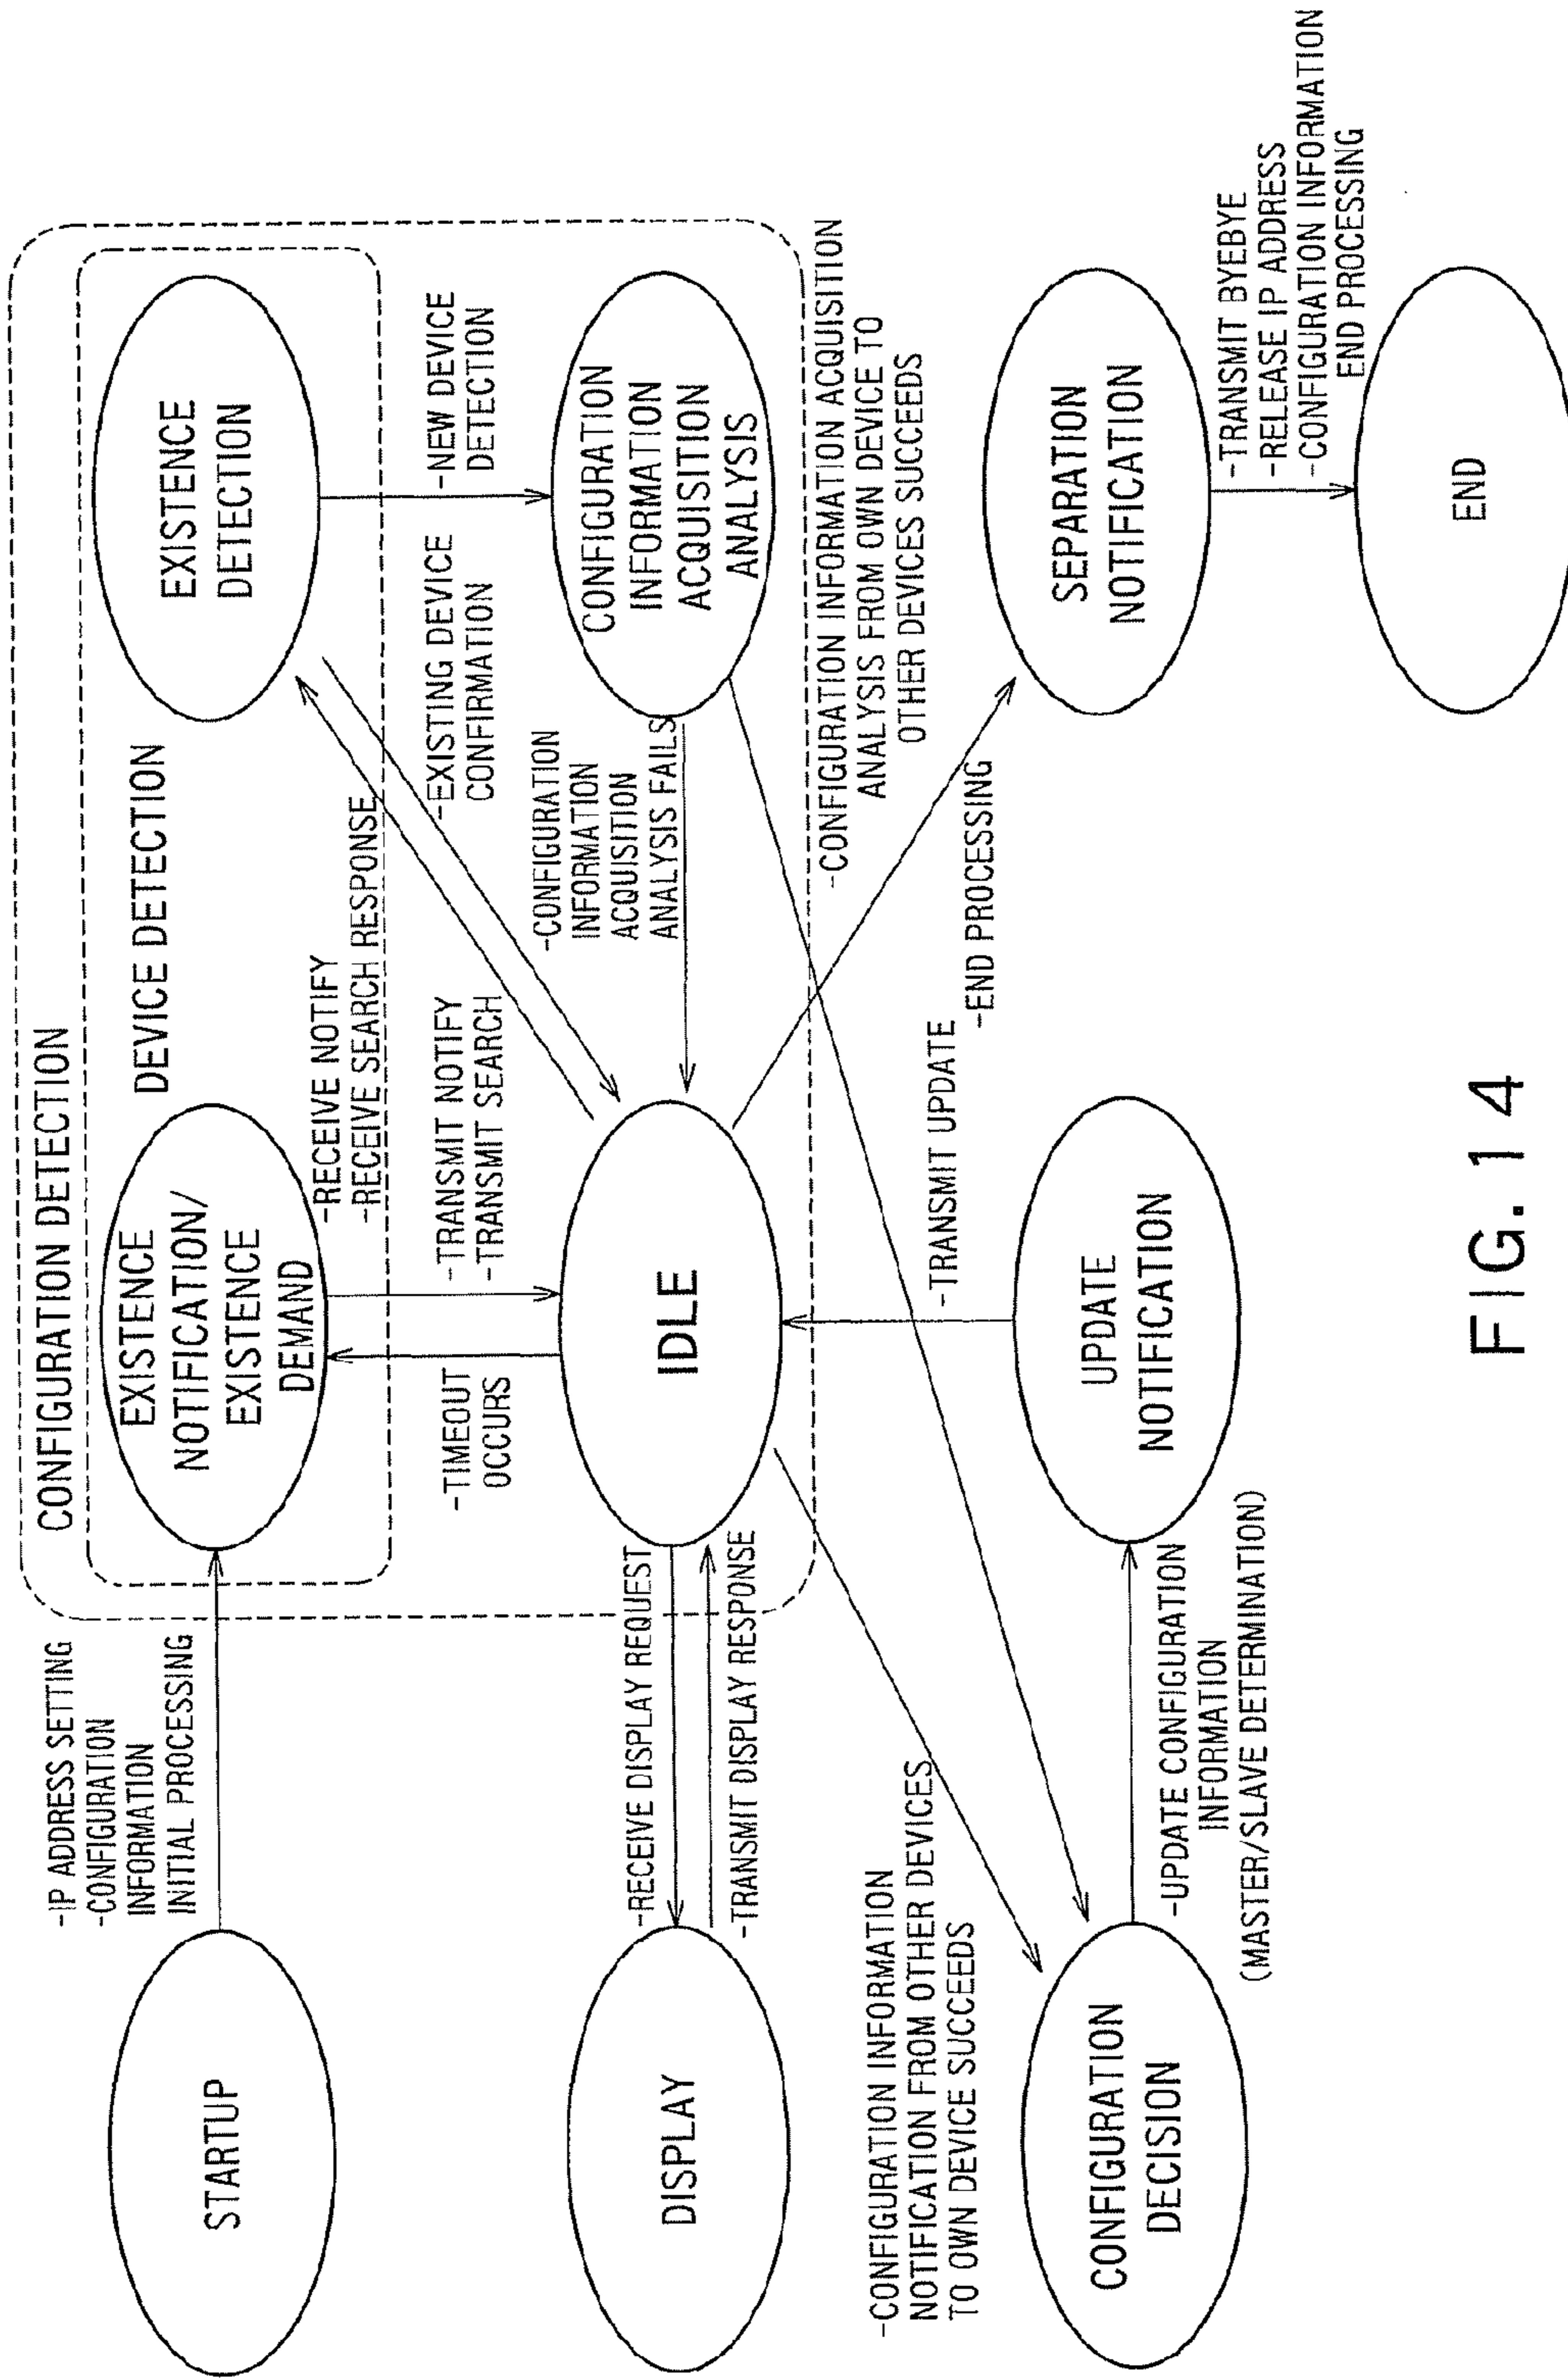 CONFIGURATION DETECTION
DEVICE DETECTION
STARTUP
-IP ADDRESS SETTING
-CONFIGURATION
INFORMATION
INITIAL PROCESSING
EXISTENCE
NOTIFICATION/
EXISTENCE
DEMAND
EXISTENCE
DETECTION
-RECEIVE NOTIFY
-RECEIVE SEARCH RESPONSE
-TIMEOUT
OCCURS
-TRANSMIT NOTIFY
-TRANSMIT SEARCH
-EXISTING DEVICE
CONFIRMATION
-NEW DEVICE
DETECTION
DISPLAY
-RECEIVE DISPLAY REQUEST
-TRANSMIT DISPLAY RESPONSE
IDLE
-CONFIGURATION
INFORMATION
ACQUISITION
ANALYSIS FAILS
CONFIGURATION
INFORMATION
ACQUISITION
ANALYSIS
-CONFIGURATION INFORMATION
NOTIFICATION FROM OTHER DEVICES
TO OWN DEVICE SUCCEEDS
-TRANSMIT UPDATE
-END PROCESSING
-CONFIGURATION INFORMATION ACQUISITION
ANALYSIS FROM OWN DEVICE TO
OTHER DEVICES SUCCEEDS
CONFIGURATION
DECISION
-UPDATE CONFIGURATION
INFORMATION
(MASTER/SLAVE DETERMINATION)
UPDATE
NOTIFICATION
SEPARATION
NOTIFICATION
-TRANSMIT BYEBYE
-RELEASE IP ADDRESS
-CONFIGURATION INFORMATION
END PROCESSING
END
FIG.14